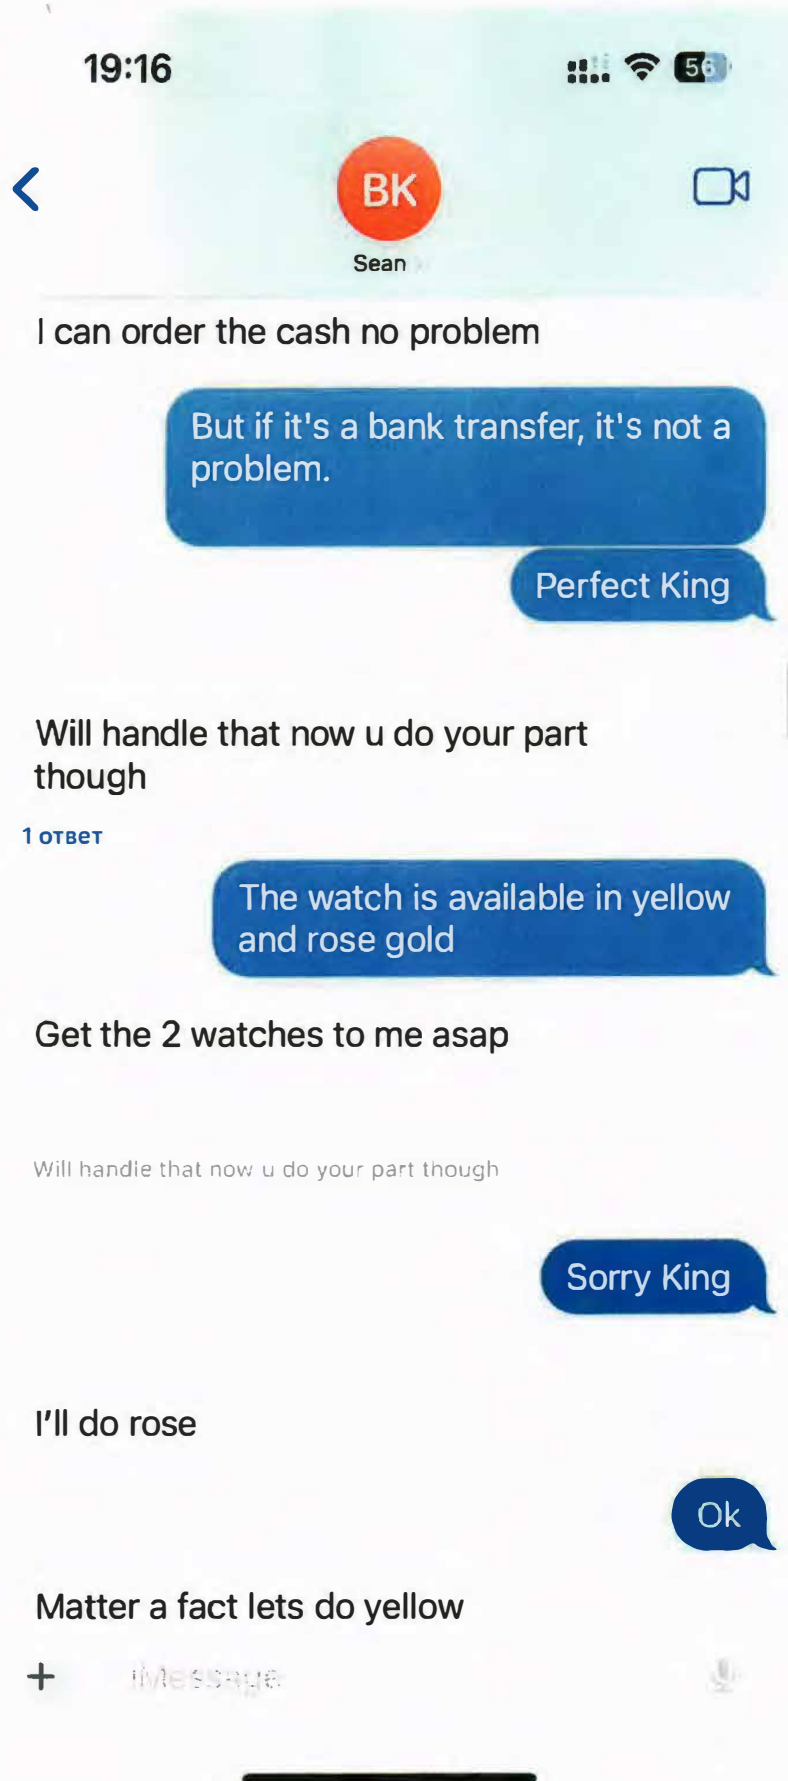 19:16
56
BK
Sean
I can order the cash no problem
But if it's a bank transfer, it's not a
problem.
Perfect King
Will handle that now u do your part
though
1 ответ
The watch is available in yellow
and rose gold
Get the 2 watches to me asap
Will handle that now u do your part though
Sorry King
I'll do rose
Ok
Matter a fact lets do yellow
iMessage